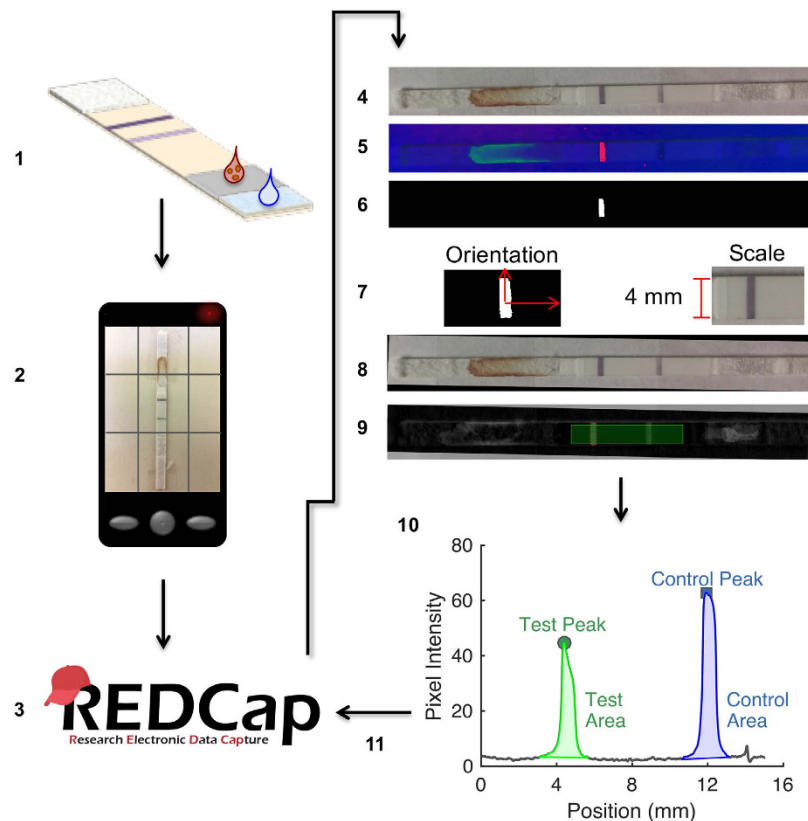 1
2
3
REDCap
Research Electronic Data Capture
4
5
6
7
Orientation
Scale
4 mm
8
9
10
80
60
40
20
0
Pixel Intensity
Test Peak
Control Peak
Test
Area
Control
Area
0
4
8
12
16
Position (mm)
11